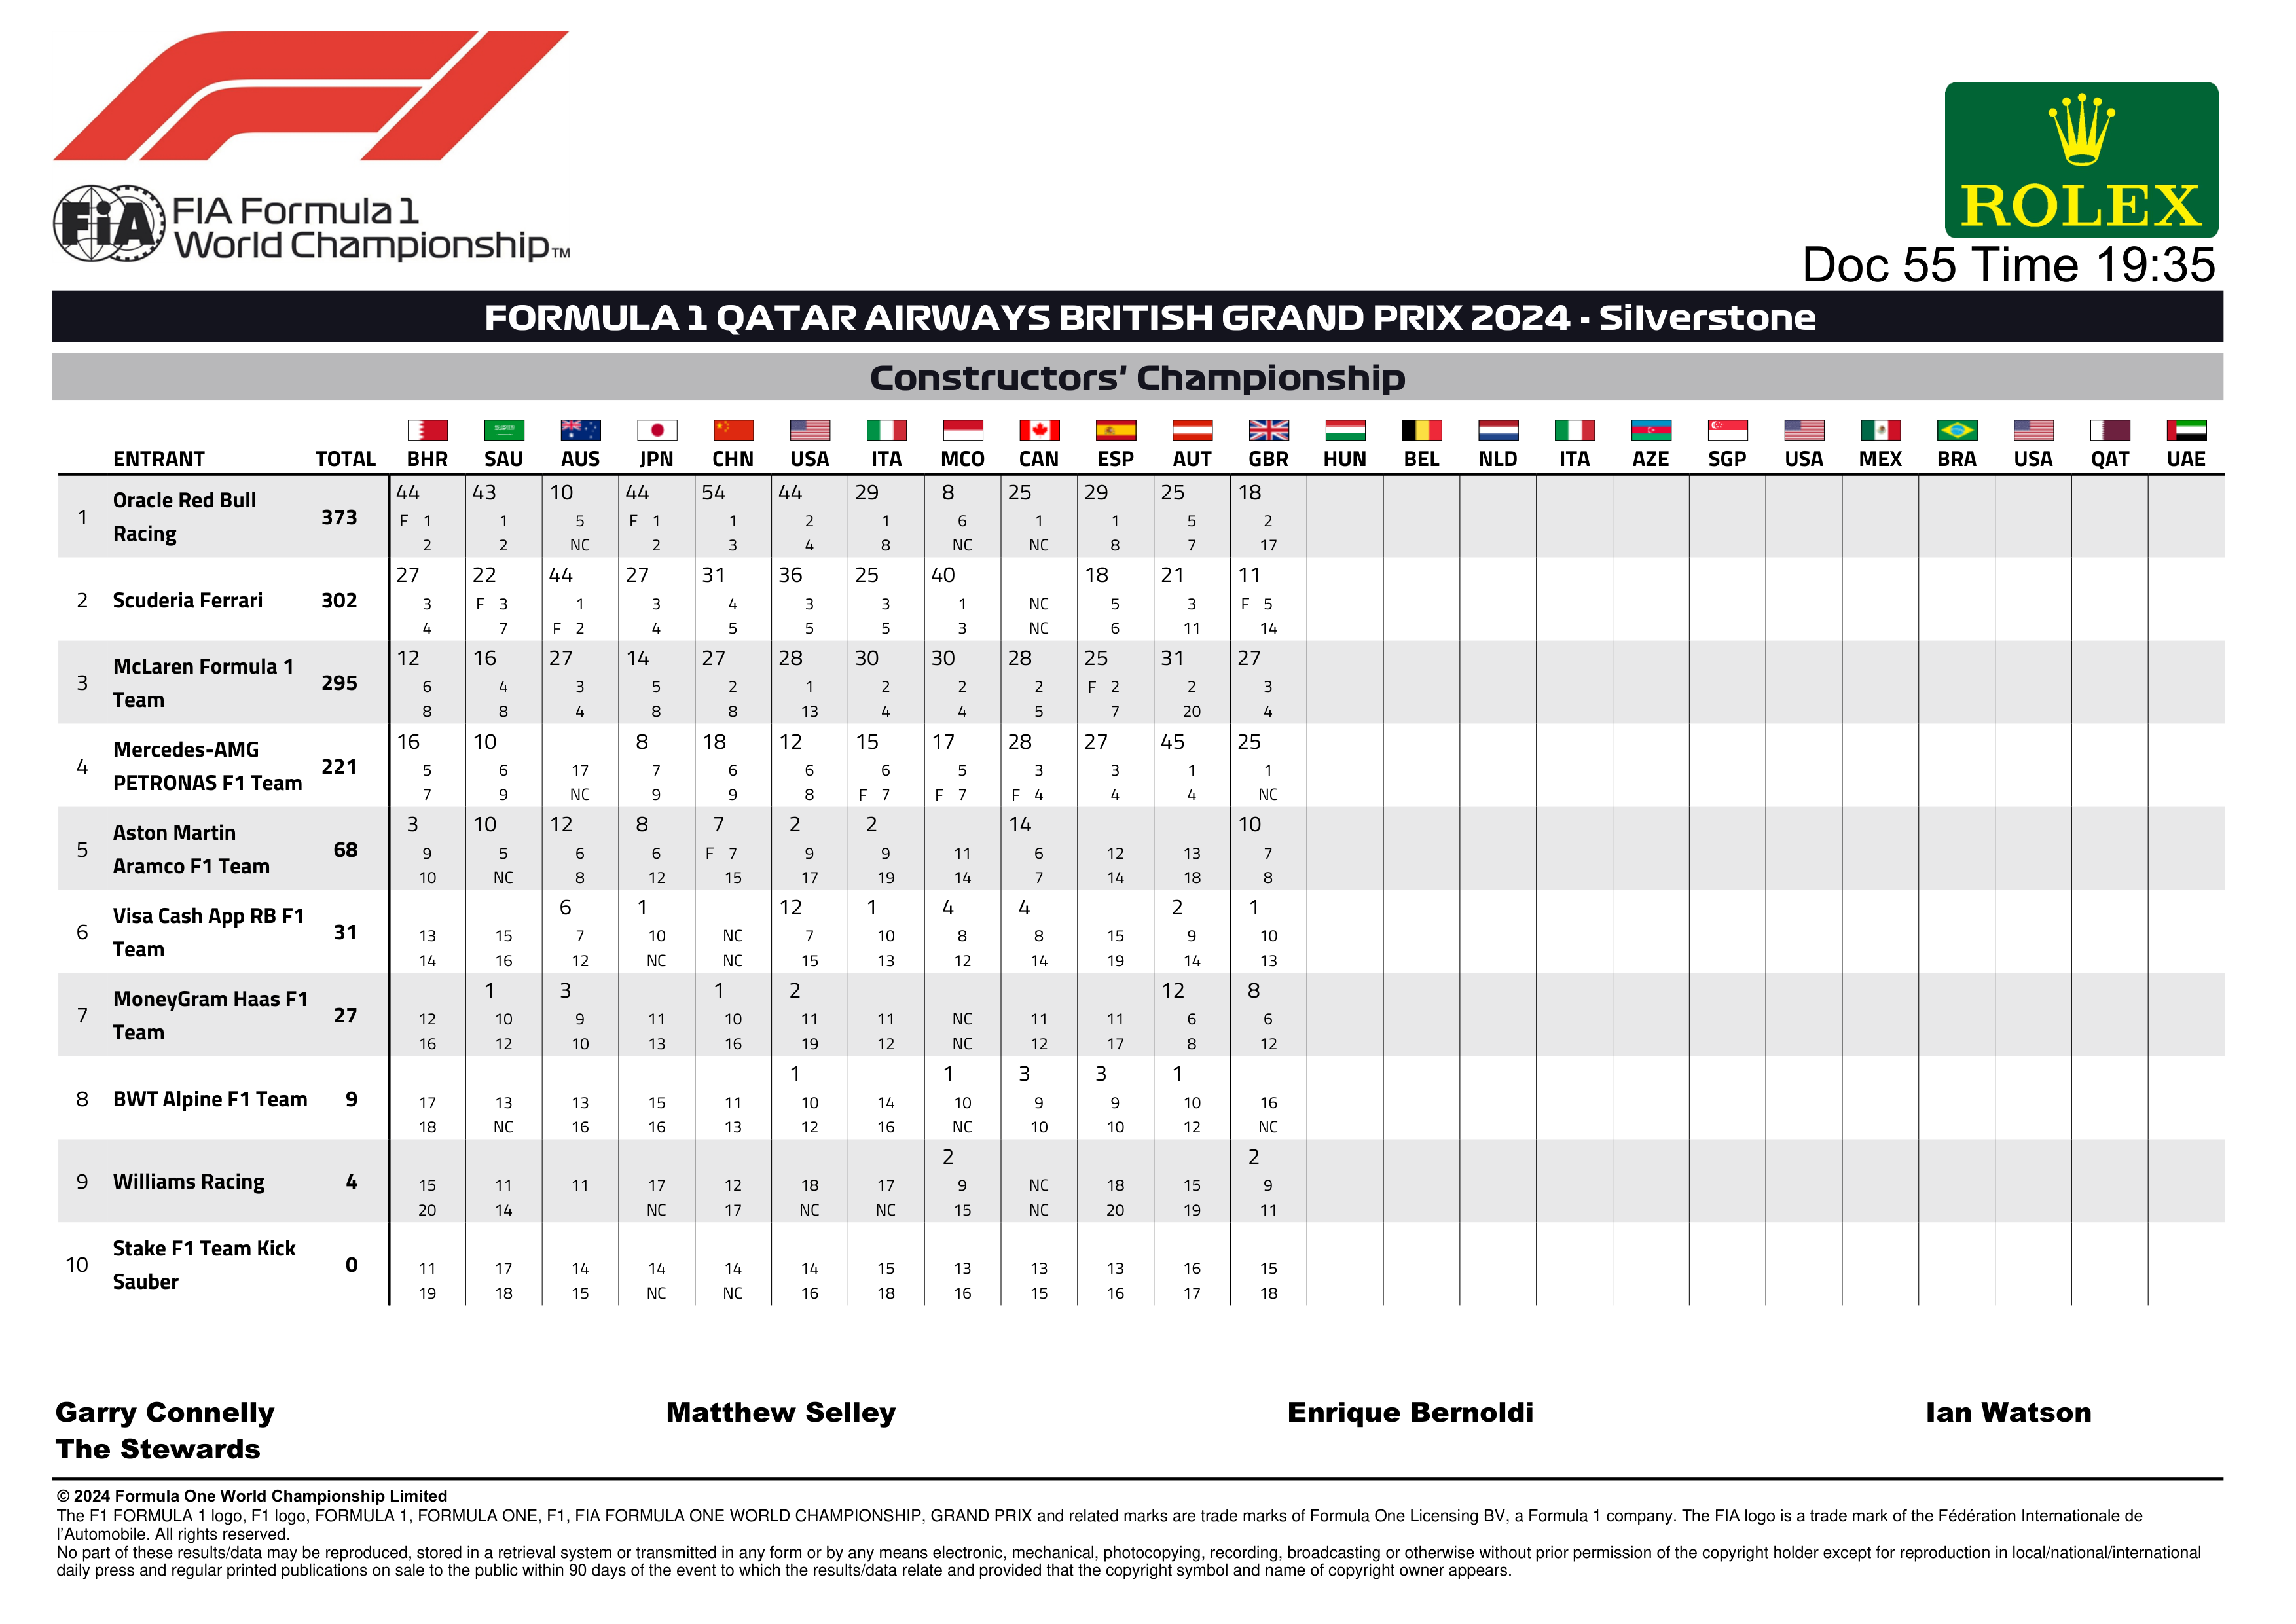 FIA Formula 1
World Championship™
FiA
ROLEX
Doc 55 Time 19:35
FORMULA 1 QATAR AIRWAYS BRITISH GRAND PRIX 2024 - Silverstone
Constructors' Championship
ENTRANT TOTAL BHR SAU AUS JPN CHN USA ITA MCO CAN ESP AUT GBR HUN BEL NLD ITA AZE SGP USA MEX BRA USA QAT UAE
44 43 10 44 54 44 29 8 25 29 25 18
1 Oracle Red Bull Racing 373 F 1 1 5 F 1 1 2 1 6 1 1 5 2
2 2 NC 2 3 4 8 NC NC 8 7 17
27 22 44 27 31 36 25 40 18 21 11
2 Scuderia Ferrari 302 3 F 3 1 3 4 3 3 1 NC 5 3 F 5
4 7 F 2 4 5 5 5 3 NC 6 11 14
12 16 27 14 27 28 30 30 28 25 31 27
3 McLaren Formula 1 Team 295 6 4 3 5 2 1 2 2 2 F 2 2 3
8 8 4 8 8 13 4 4 5 7 20 4
16 10 8 18 12 15 17 28 27 45 25
4 Mercedes-AMG PETRONAS F1 Team 221 5 6 17 7 6 6 6 5 3 3 1 1
7 9 NC 9 9 8 F 7 F 7 F 4 4 4 NC
3 10 12 8 7 2 2 14 10
5 Aston Martin Aramco F1 Team 68 9 5 6 6 F 7 9 9 11 6 12 13 7
10 NC 8 12 15 17 19 14 7 14 18 8
6 1 12 1 4 4 2 1
6 Visa Cash App RB F1 Team 31 13 15 7 10 NC 7 10 8 8 15 9 10
14 16 12 NC NC 15 13 12 14 19 14 13
1 3 1 2 12 8
7 MoneyGram Haas F1 Team 27 12 10 9 11 10 11 11 NC 11 11 6 6
16 12 10 13 16 19 12 NC 12 17 8 12
1 1 3 3 1
8 BWT Alpine F1 Team 9 17 13 13 15 11 10 14 10 9 9 10 16
18 NC 16 16 13 12 16 NC 10 10 12 NC
2 2
9 Williams Racing 4 15 11 11 17 12 18 17 9 NC 18 15 9
20 14 NC 17 NC NC 15 NC 20 19 11
10 Stake F1 Team Kick Sauber 0 11 17 14 14 14 14 15 13 13 13 16 15
19 18 15 NC NC 16 18 16 15 16 17 18
Garry Connelly Matthew Selley Enrique Bernoldi Ian Watson
The Stewards
© 2024 Formula One World Championship Limited
The F1 FORMULA 1 logo, F1 logo, FORMULA 1, FORMULA ONE, F1, FIA FORMULA ONE WORLD CHAMPIONSHIP, GRAND PRIX and related marks are trade marks of Formula One Licensing BV, a Formula 1 company. The FIA logo is a trade mark of the Fédération Internationale de
l'Automobile. All rights reserved.
No part of these results/data may be reproduced, stored in a retrieval system or transmitted in any form or by any means electronic, mechanical, photocopying, recording, broadcasting or otherwise without prior permission of the copyright holder except for reproduction in local/national/international
daily press and regular printed publications on sale to the public within 90 days of the event to which the results/data relate and provided that the copyright symbol and name of copyright owner appears.